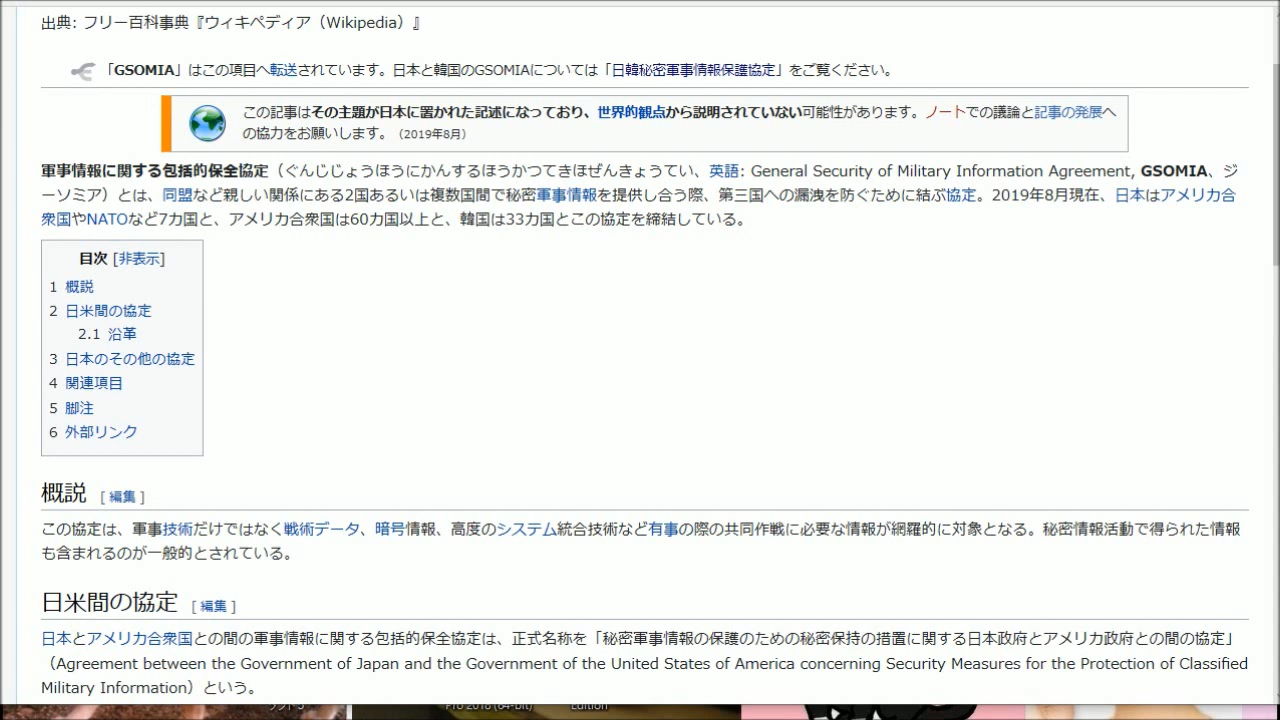 出典: フリー百科事典『ウィキペディア（Wikipedia）』
「GSOMIA」はこの項目へ転送されています。日本と韓国のGSOMIAについては「日韓秘密軍事情報保護協定」をご覧ください。
この記事はその主題が日本に置かれた記述になっており、世界的観点から説明されていない可能性があります。ノートでの議論と記事の発展へ
の協力をお願いします。（2019年8月）
軍事情報に関する包括的保全協定（ぐんじじょうほうにかんするほうかつてきほぜんきょうてい、英語: General Security of Military Information Agreement, GSOMIA、ジ
ーソミア）とは、同盟など親しい関係にある2国あるいは複数国間で秘密軍事情報を提供し合う際、第三国への漏洩を防ぐために結ぶ協定。2019年8月現在、日本はアメリカ合
衆国やNATOなど7カ国と、アメリカ合衆国は60カ国以上と、韓国は33カ国とこの協定を締結している。
目次 [非表示]
1 概説
2 日米間の協定
2.1 沿革
3 日本のその他の協定
4 関連項目
5 脚注
6 外部リンク
概説 [ 編集 ]
この協定は、軍事技術だけではなく戦術データ、暗号情報、高度のシステム統合技術など有事の際の共同作戦に必要な情報が網羅的に対象となる。秘密情報活動で得られた情報
も含まれるのが一般的とされている。
日米間の協定 [ 編集 ]
日本とアメリカ合衆国との間の軍事情報に関する包括的保全協定は、正式名称を「秘密軍事情報の保護のための秘密保持の措置に関する日本政府とアメリカ政府との間の協定」
（Agreement between the Government of Japan and the Government of the United States of America concerning Security Measures for the Protection of Classified
Military Information）という。
Pro 2018 (64-bit)
Edition